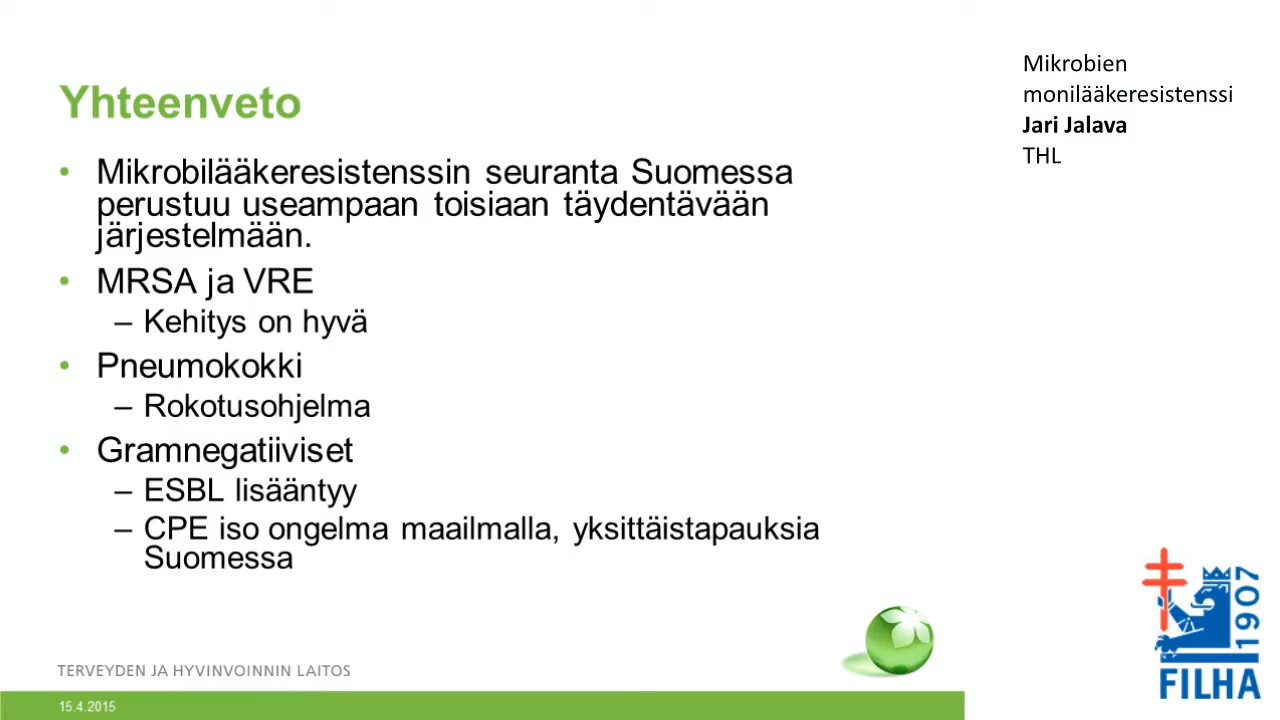 Yhteenveto
• Mikrobilääkeresistenssin seuranta Suomessa
perustuu useampaan toisiaan täydentävään
järjestelmään.
• MRSA ja VRE
– Kehitys on hyvä
• Pneumokokki
– Rokotusohjelma
• Gramnegatiiviset
– ESBL lisääntyy
– CPE iso ongelma maailmalla, yksittäistapauksia
Suomessa
TERVEYDEN JA HYVINVOINNIN LAITOS
15.4.2015
Mikrobien
monilääkeresistenssi
Jari Jalava
THL
1907
FILHA